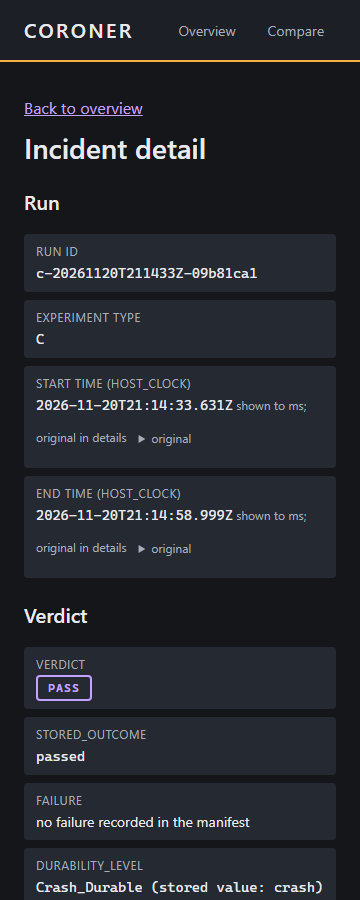 CORONER Overview Compare
Back to overview
Incident detail
Run
RUN ID
c-20261120T211433Z-09b81ca1
EXPERIMENT TYPE
C
START TIME (HOST_CLOCK)
2026-11-20T21:14:33.631Z shown to ms;
original in details ▶ original
END TIME (HOST_CLOCK)
2026-11-20T21:14:58.999Z shown to ms;
original in details ▶ original
Verdict
VERDICT
PASS
STORED_OUTCOME
passed
FAILURE
no failure recorded in the manifest
DURABILITY_LEVEL
Crash_Durable (stored value: crash)